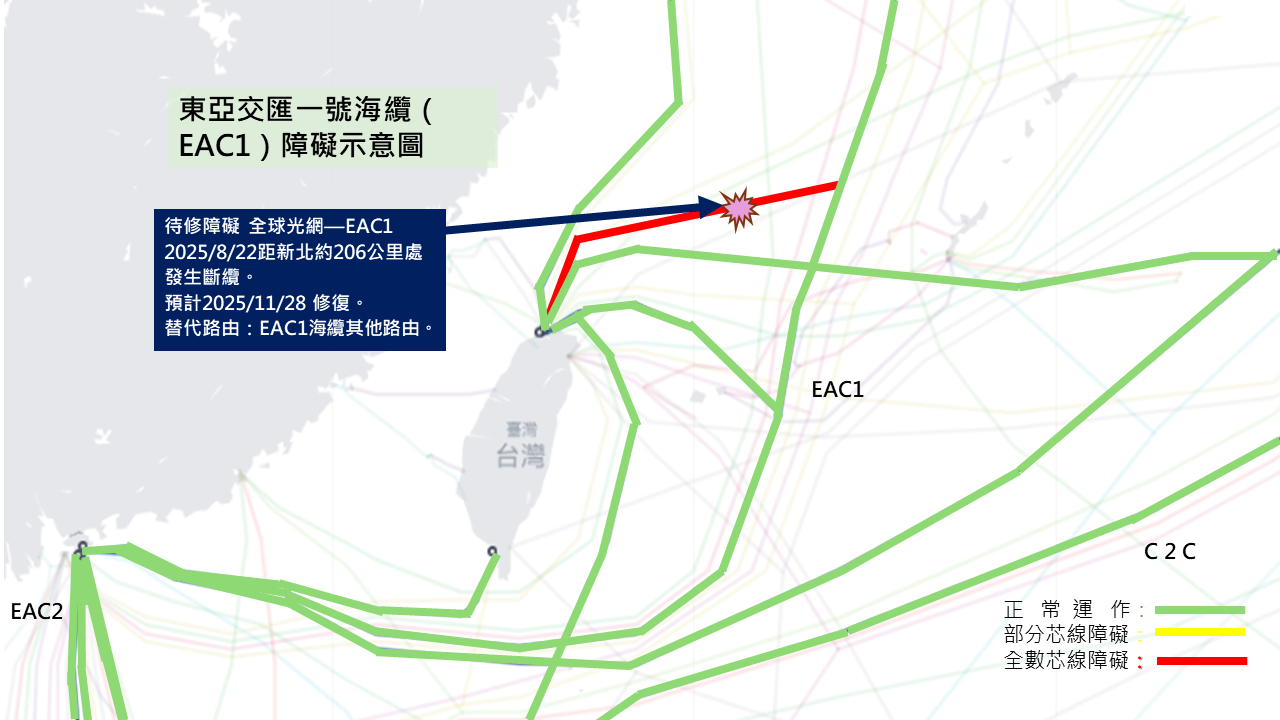 東亞交匯一號海纜（
EAC1）障礙示意圖
待修障礙 全球光網—EAC1
2025/8/22距新北約206公里處
發生斷纜。
預計2025/11/28 修復。
替代路由：EAC1海纜其他路由。
EAC1
臺灣
台灣
C 2 C
EAC2
正 常 運 作：
部分芯線障礙：
全數芯線障礙：